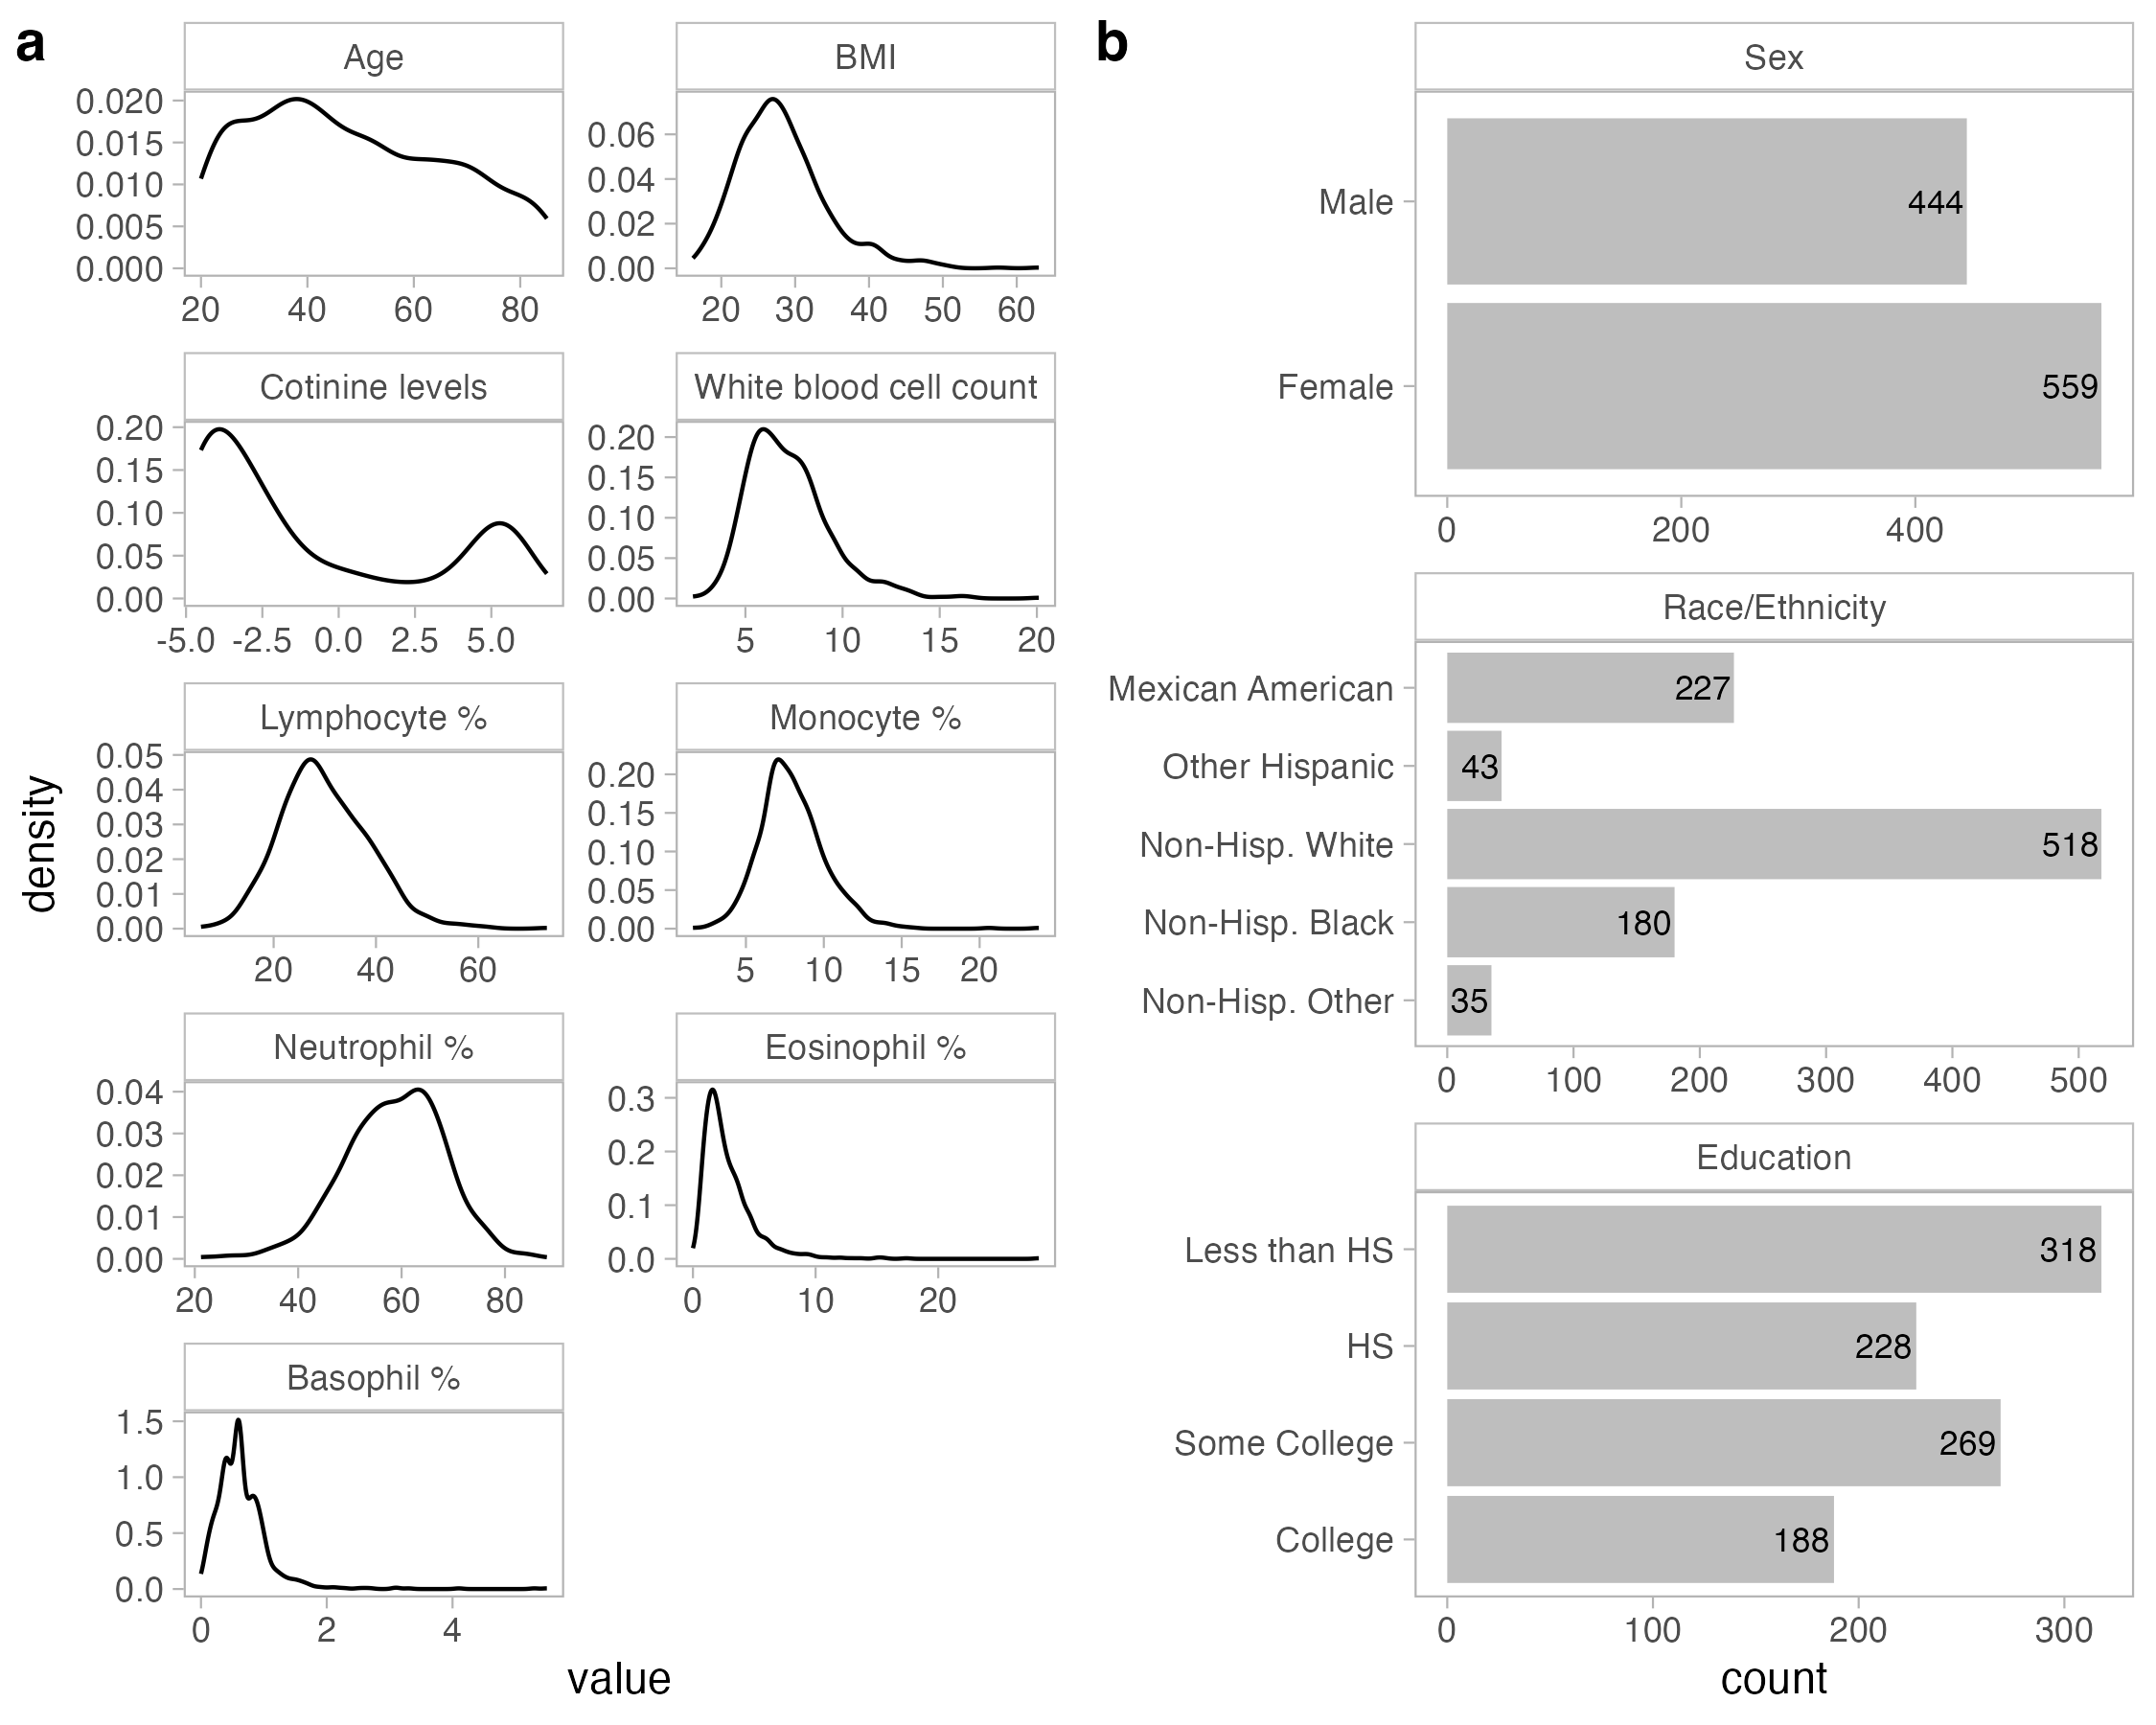 a
Age
0.020
0.015
0.010
0.005
0.000
20 40 60 80
BMI
0.06
0.04
0.02
0.00
20 30 40 50 60
Cotinine levels
0.20
0.15
0.10
0.05
0.00
-5.0 -2.5 0.0 2.5 5.0
White blood cell count
0.20
0.15
0.10
0.05
0.00
5 10 15 20
Lymphocyte %
0.05
0.04
0.03
0.02
0.01
0.00
20 40 60
Monocyte %
0.20
0.15
0.10
0.05
0.00
5 10 15 20
Neutrophil %
0.04
0.03
0.02
0.01
0.00
20 40 60 80
Eosinophil %
0.3
0.2
0.1
0.0
0 10 20
Basophil %
1.5
1.0
0.5
0.0
0 2 4
density
value
b
Sex
Male 444
Female 559
0 200 400
Race/Ethnicity
Mexican American 227
Other Hispanic 43
Non-Hisp. White 518
Non-Hisp. Black 180
Non-Hisp. Other 35
0 100 200 300 400 500
Education
Less than HS 318
HS 228
Some College 269
College 188
0 100 200 300
count